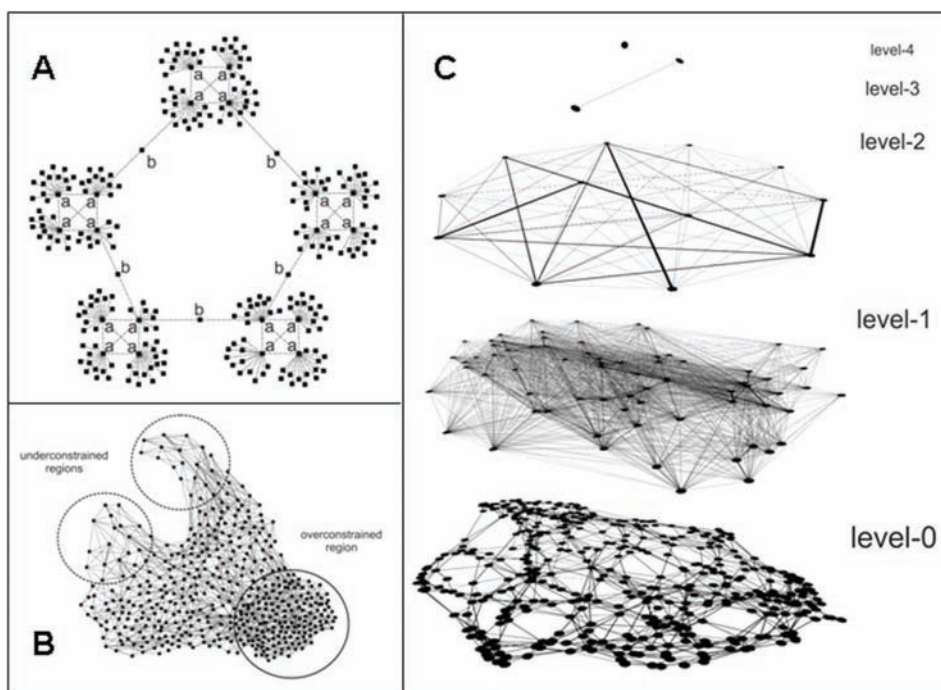 A
a a
a a
b b
a a a a
a a a a
b b
b
a a a a
a a a a
B
underconstrained
regions
overconstrained
region
C
level-4
level-3
level-2
level-1
level-0